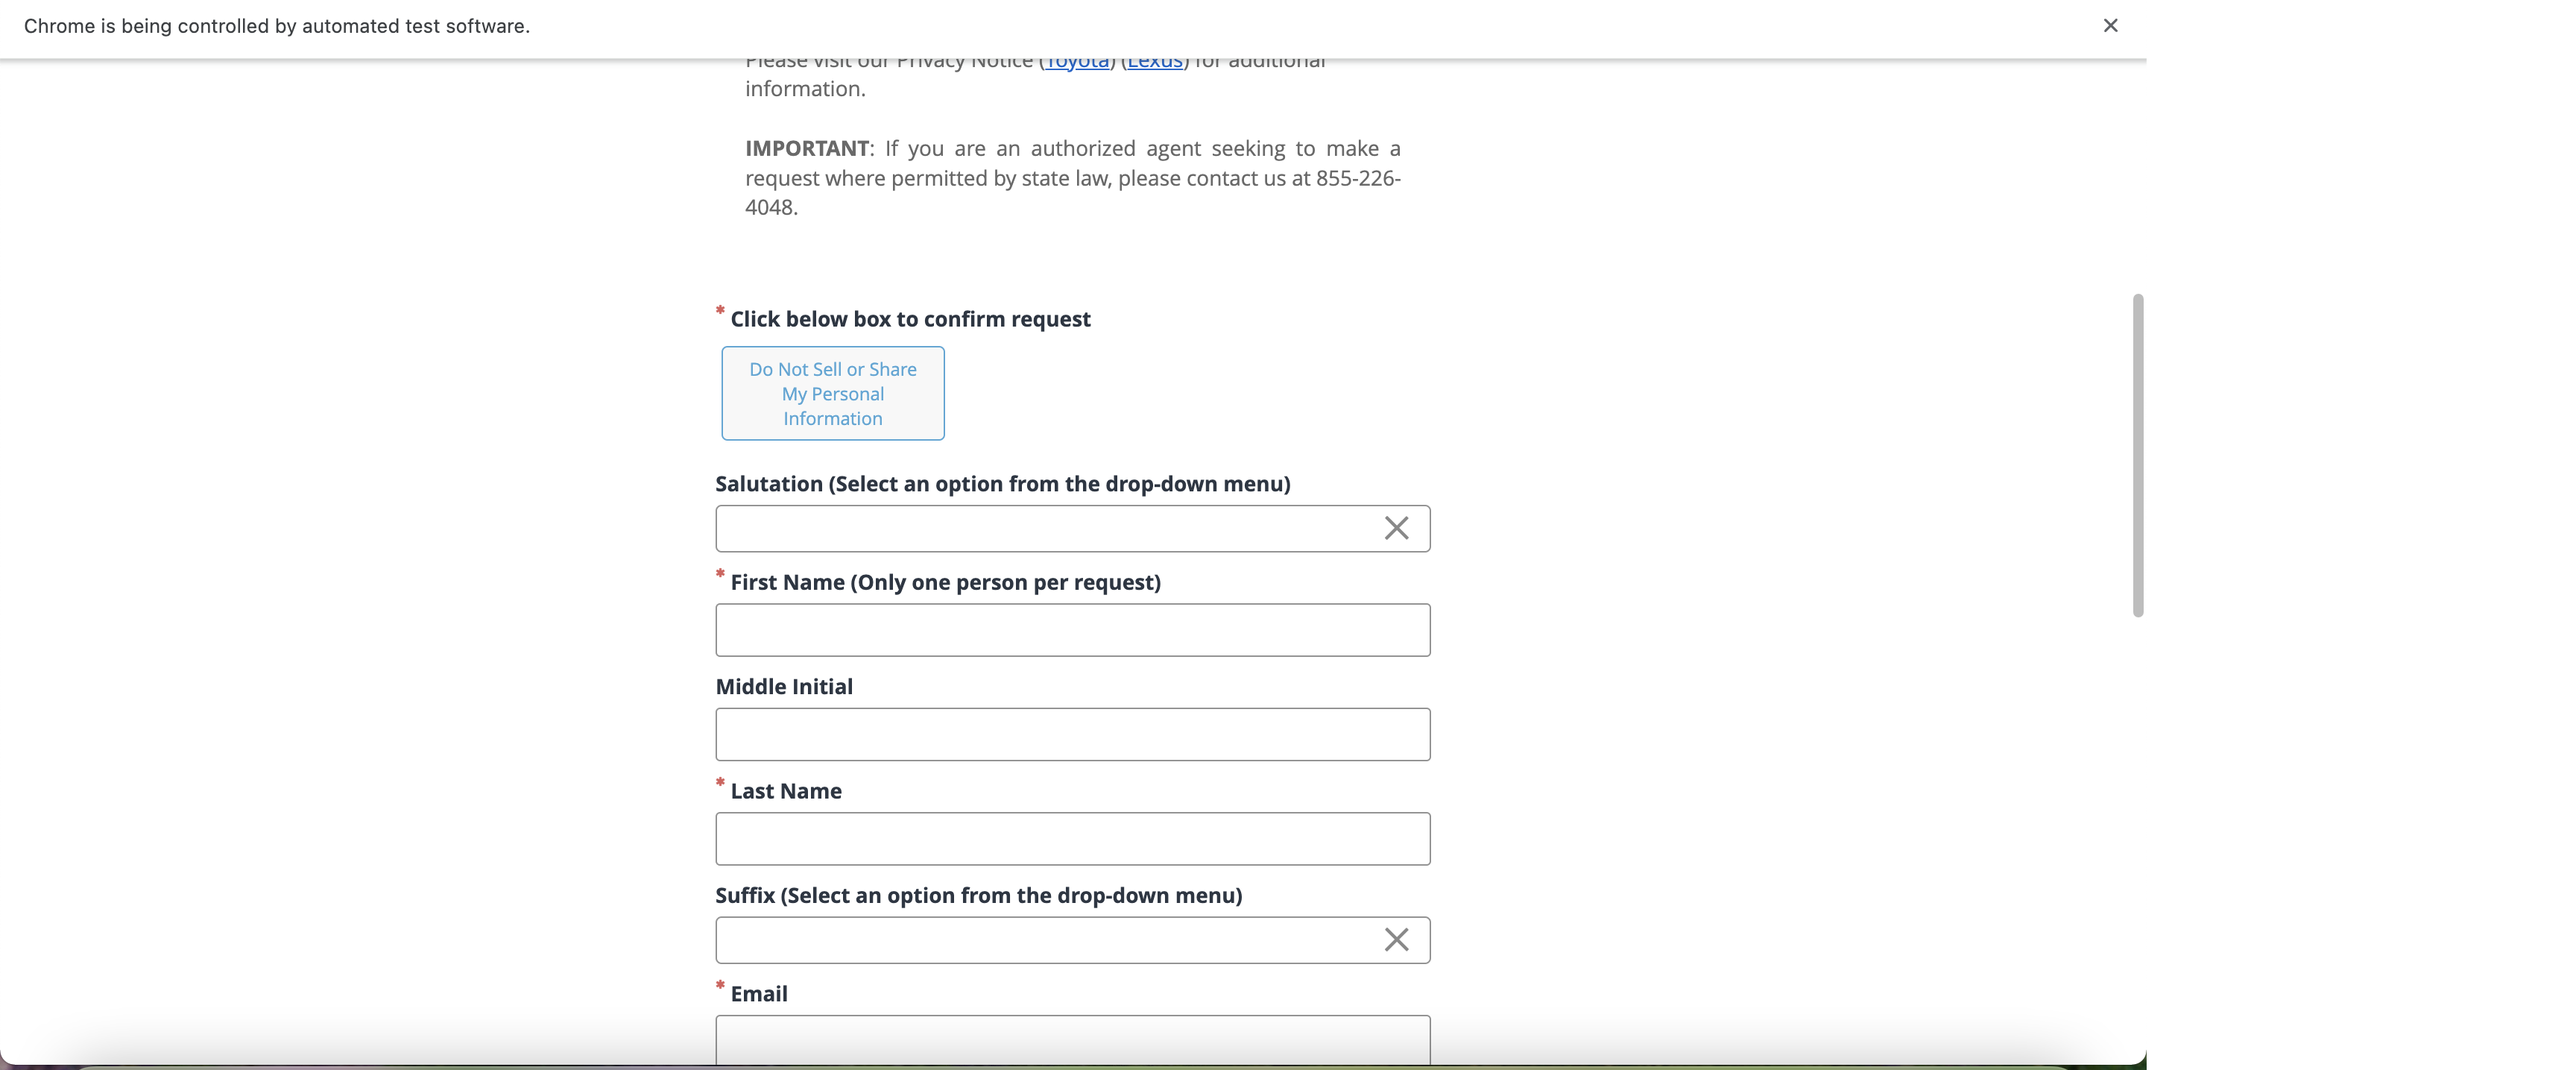 Chrome is being controlled by automated test software.
Please visit our Privacy Notice (Toyota) (Lexus) for additional
information.
IMPORTANT: If you are an authorized agent seeking to make a
request where permitted by state law, please contact us at 855-226-
4048.
* Click below box to confirm request
Do Not Sell or Share
My Personal
Information
Salutation (Select an option from the drop-down menu)
* First Name (Only one person per request)
Middle Initial
* Last Name
Suffix (Select an option from the drop-down menu)
* Email